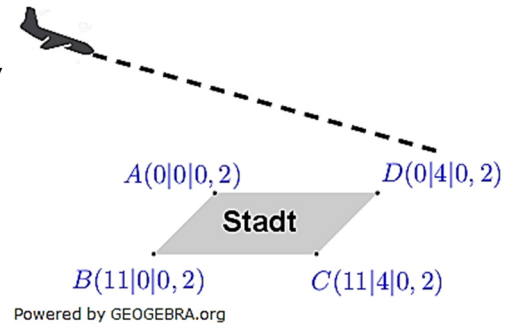 A(0|0|0,2)
D(0|4|0,2)
Stadt
B(11|0|0,2)
C(11|4|0,2)
Powered by GEOGEBRA.org